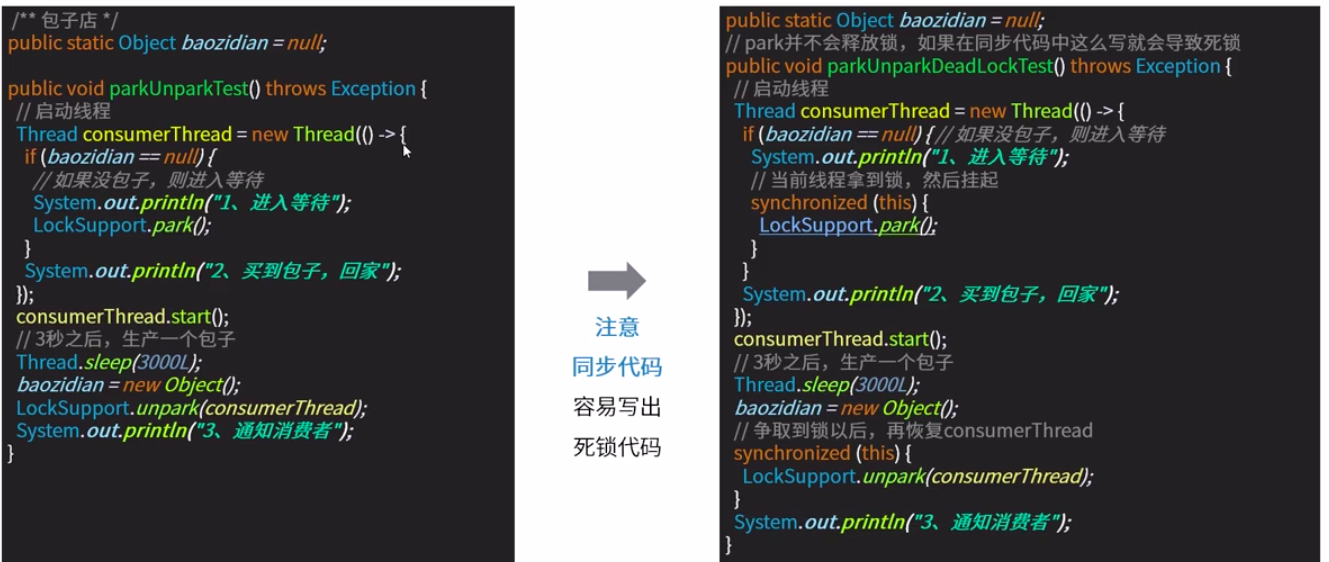 /** 包子店 */
public static Object baozidian = null;
public void parkUnparkTest() throws Exception {
// 启动线程
Thread consumerThread = new Thread(() -> {
if (baozidian == null) {
// 如果没包子，则进入等待
System.out.println("1、进入等待");
LockSupport.park();
}
System.out.println("2、买到包子，回家");
});
consumerThread.start();
// 3秒之后，生产一个包子
Thread.sleep(3000L);
baozidian = new Object();
LockSupport.unpark(consumerThread);
System.out.println("3、通知消费者");
}
注意
同步代码
容易写出
死锁代码
public static Object baozidian = null;
// park并不会释放锁，如果在同步代码中这么写就会导致死锁
public void parkUnparkDeadLockTest() throws Exception {
// 启动线程
Thread consumerThread = new Thread(() -> {
if (baozidian == null) { // 如果没包子，则进入等待
System.out.println("1、进入等待");
// 当前线程拿到锁，然后挂起
synchronized (this) {
LockSupport.park();
}
}
System.out.println("2、买到包子，回家");
});
consumerThread.start();
// 3秒之后，生产一个包子
Thread.sleep(3000L);
baozidian = new Object();
// 争取到锁以后，再恢复consumerThread
synchronized (this) {
LockSupport.unpark(consumerThread);
}
System.out.println("3、通知消费者");
}